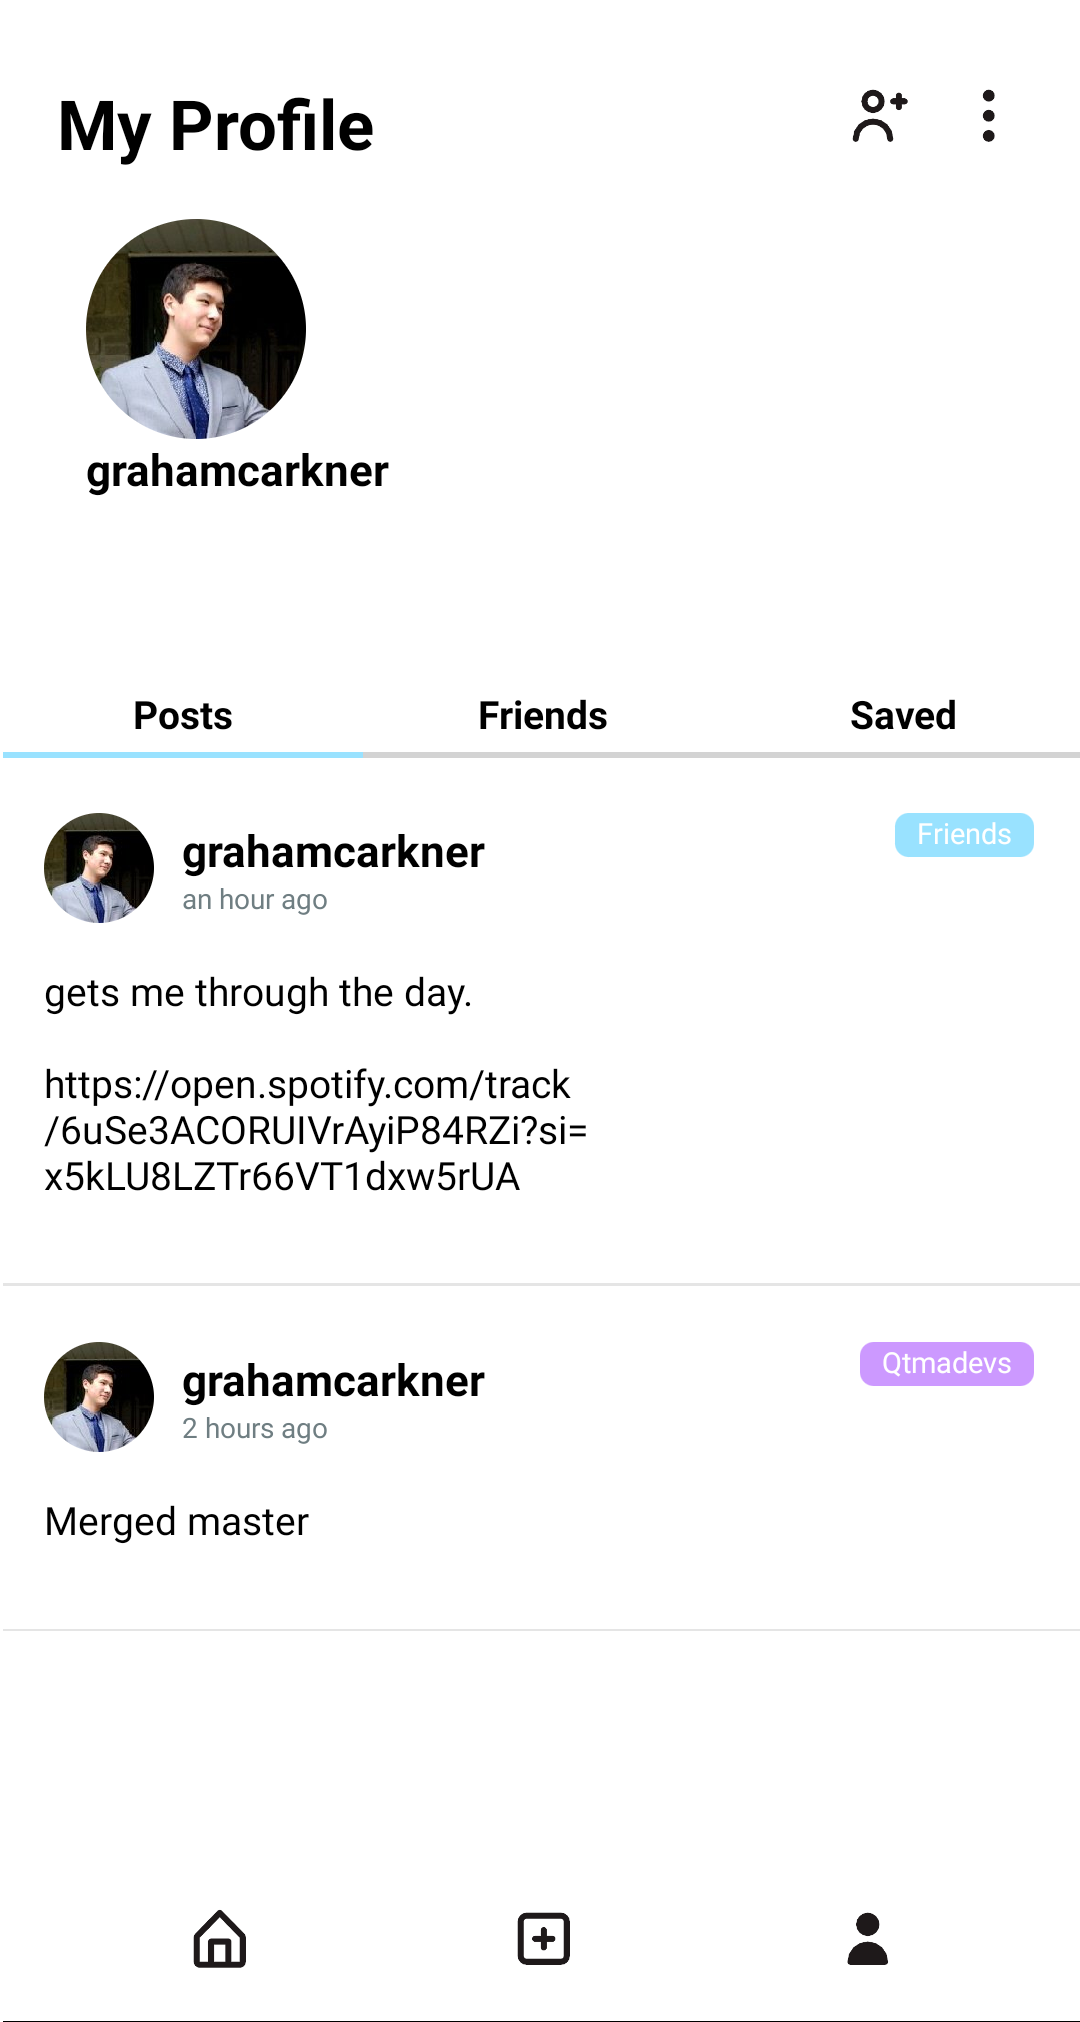 My Profile
grahamcarkner
Posts Friends Saved
grahamcarkner
Friends
an hour ago
gets me through the day.
https://open.spotify.com/track
/6uSe3ACORUIVrAyiP84RZi?si=
x5kLU8LZTr66VT1dxw5rUA
grahamcarkner
Qtmadevs
2 hours ago
Merged master